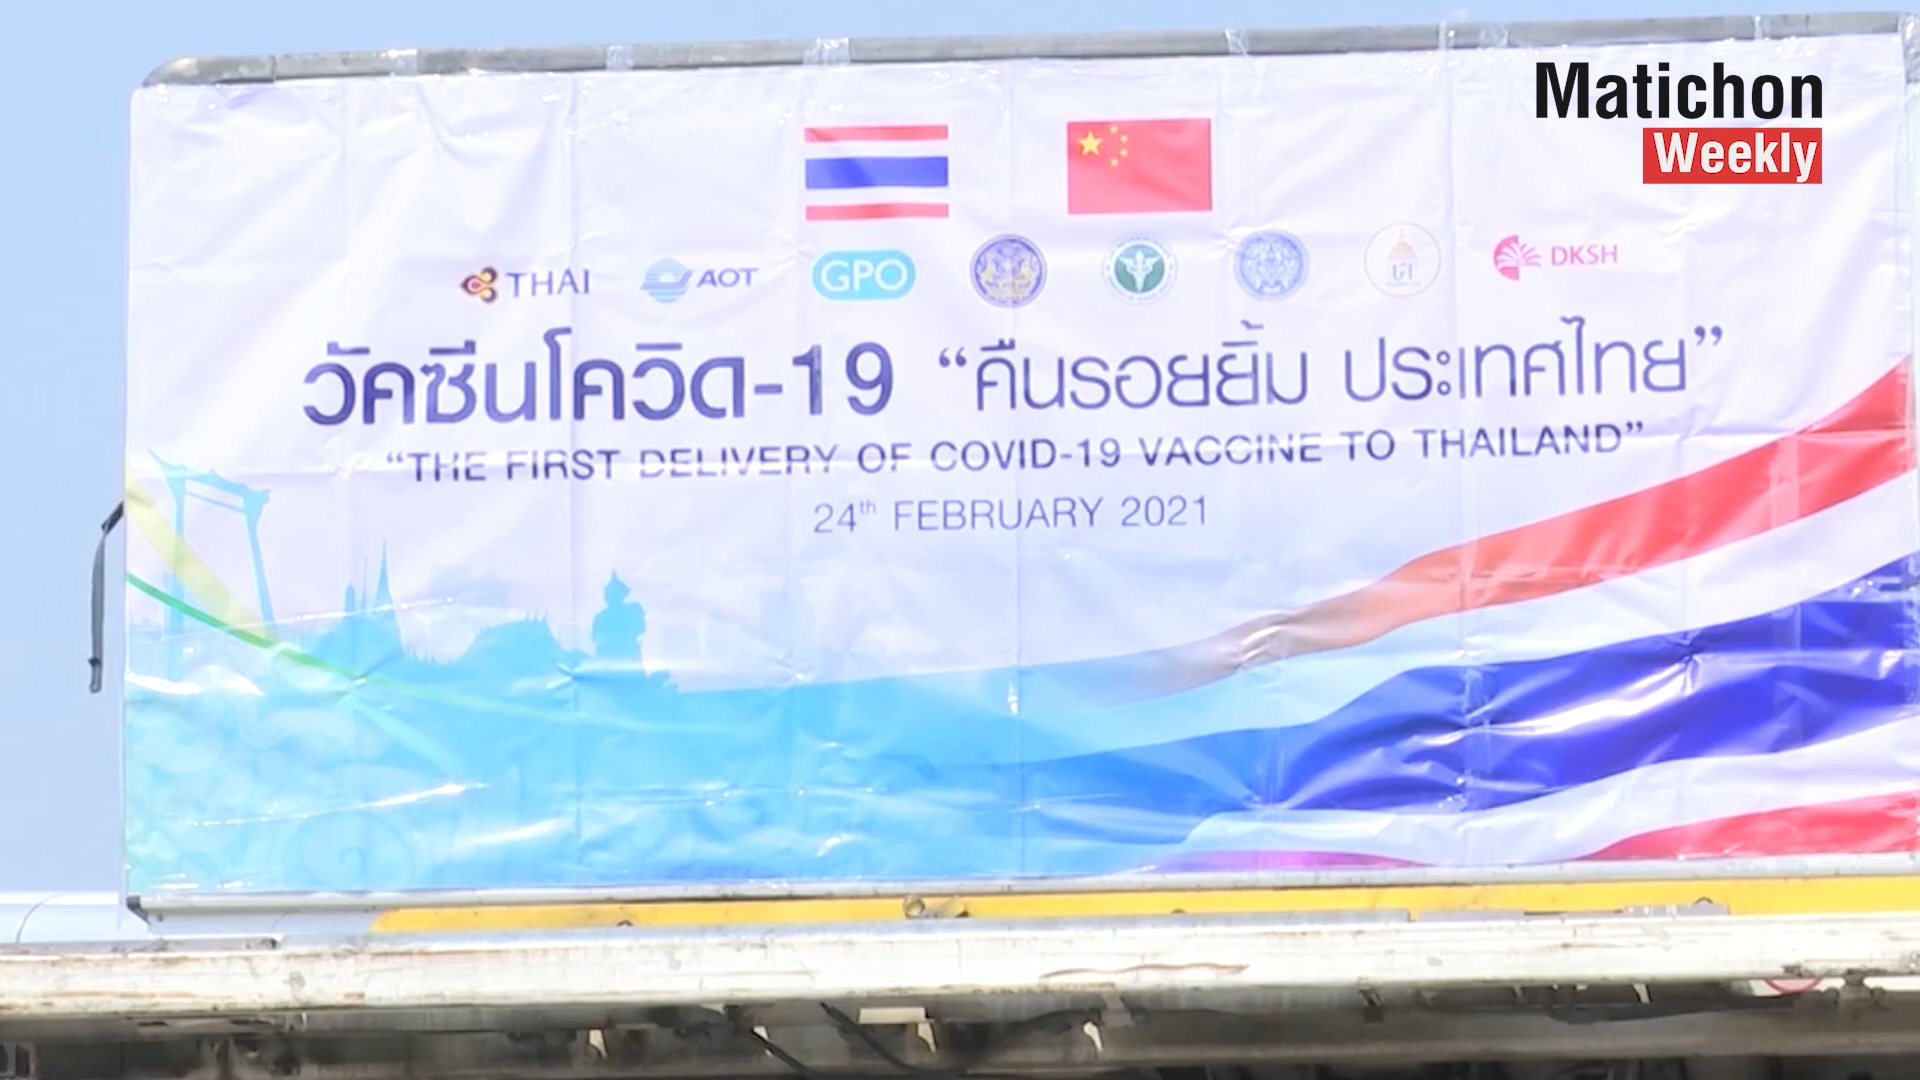 Matichon
Weekly
THAI AOT GPO DKSH
วัคซีนโควิด-19 “คืนรอยยิ้ม ประเทศไทย”
“THE FIRST DELIVERY OF COVID-19 VACCINE TO THAILAND”
24th FEBRUARY 2021